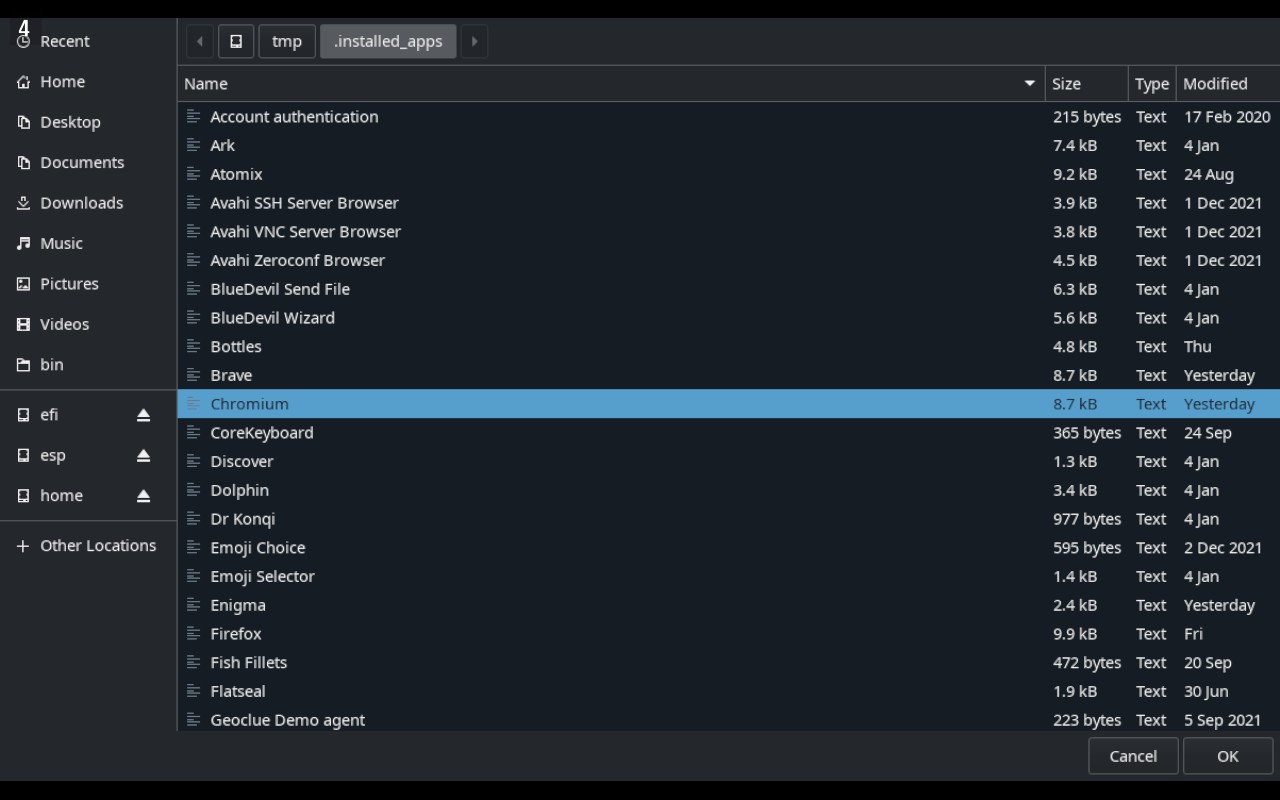 4
Recent
Home
Desktop
Documents
Downloads
Music
Pictures
Videos
bin
efi
esp
home
Other Locations
tmp .installed_apps
Name Size Type Modified
Account authentication 215 bytes Text 17 Feb 2020
Ark 7.4 kB Text 4 Jan
Atomix 9.2 kB Text 24 Aug
Avahi SSH Server Browser 3.9 kB Text 1 Dec 2021
Avahi VNC Server Browser 3.8 kB Text 1 Dec 2021
Avahi Zeroconf Browser 4.5 kB Text 1 Dec 2021
BlueDevil Send File 6.3 kB Text 4 Jan
BlueDevil Wizard 5.6 kB Text 4 Jan
Bottles 4.8 kB Text Thu
Brave 8.7 kB Text Yesterday
Chromium 8.7 kB Text Yesterday
CoreKeyboard 365 bytes Text 24 Sep
Discover 1.3 kB Text 4 Jan
Dolphin 3.4 kB Text 4 Jan
Dr Konqi 977 bytes Text 4 Jan
Emoji Choice 595 bytes Text 2 Dec 2021
Emoji Selector 1.4 kB Text 4 Jan
Enigma 2.4 kB Text Yesterday
Firefox 9.9 kB Text Fri
Fish Fillets 472 bytes Text 20 Sep
Flatseal 1.9 kB Text 30 Jun
Geoclue Demo agent 223 bytes Text 5 Sep 2021
Cancel OK